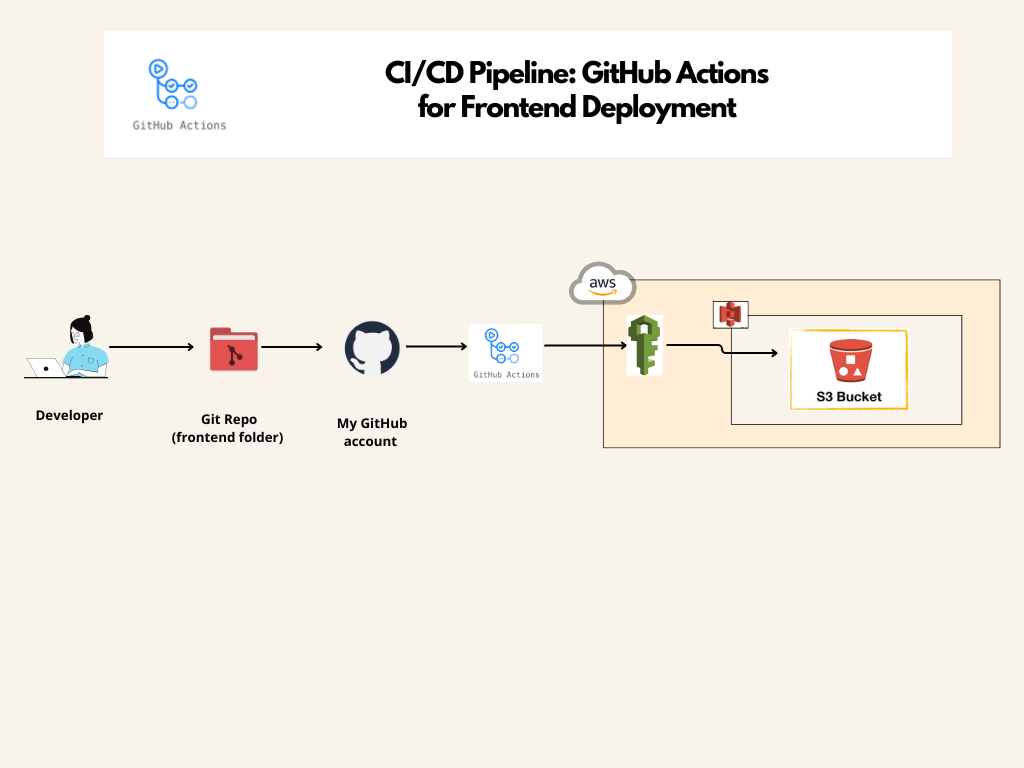 CI/CD Pipeline: GitHub Actions
for Frontend Deployment
GitHub Actions
aws
GitHub Actions
S3 Bucket
Developer
Git Repo
(frontend folder)
My GitHub
account